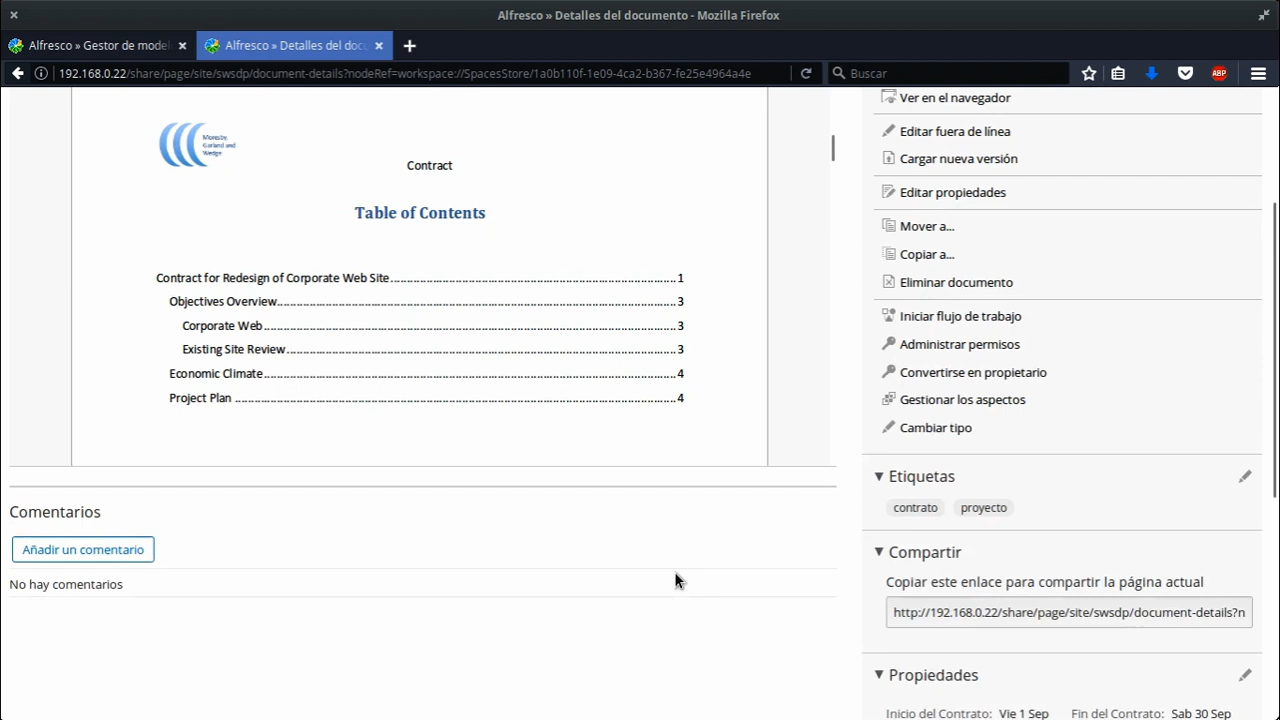 Alfresco » Detalles del documento - Mozilla Firefox
Alfresco » Gestor de mode
Alfresco » Detalles del doc
192.168.0.22/share/page/site/swsdp/document-details?nodeRef=workspace://SpacesStore/1a0b110f-1e09-4ca2-b367-fe25e4964a4e
Buscar
ABP
Moresby,
Garland and
Wedge
Contract
Table of Contents
Contract for Redesign of Corporate Web Site 1
Objectives Overview 3
Corporate Web 3
Existing Site Review 3
Economic Climate 4
Project Plan 4
Comentarios
Añadir un comentario
No hay comentarios
Ver en el navegador
Editar fuera de línea
Cargar nueva versión
Editar propiedades
Mover a...
Copiar a...
Eliminar documento
Iniciar flujo de trabajo
Administrar permisos
Convertirse en propietario
Gestionar los aspectos
Cambiar tipo
Etiquetas
contrato proyecto
Compartir
Copiar este enlace para compartir la página actual
http://192.168.0.22/share/page/site/swsdp/document-details?n
Propiedades
Inicio del Contrato: Vie 1 Sep Fin del Contrato: Sab 30 Sep